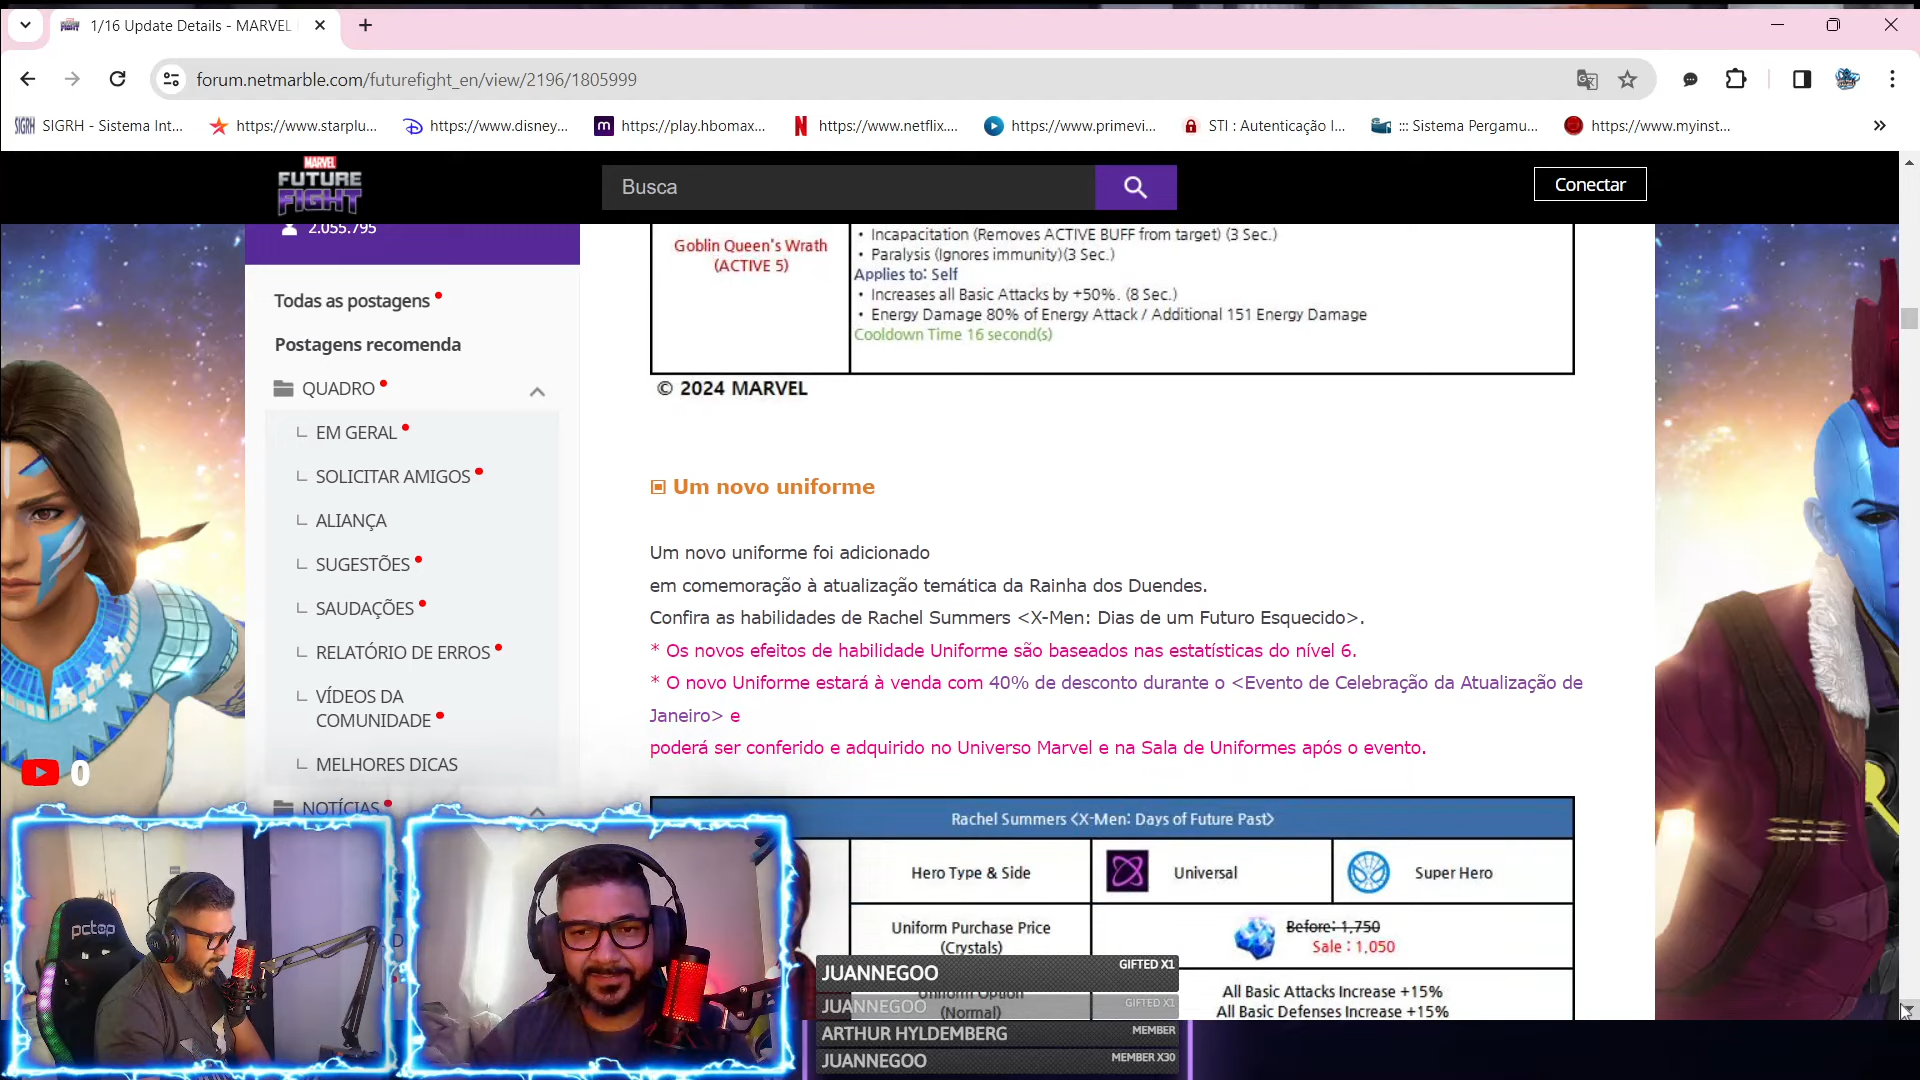 1/16 Update Details - MARVEL
forum.netmarble.com/futurefight_en/view/2196/1805999
SIGRH - Sistema Int...
https://www.starplu...
https://www.disney...
https://play.hbomax...
https://www.netflix....
https://www.primevi...
STI : Autenticação I...
::: Sistema Pergamu...
https://www.myinst...
MARVEL
FUTURE
FIGHT
Busca
Conectar
2.055.795
Todas as postagens
Postagens recomenda
QUADRO
EM GERAL
SOLICITAR AMIGOS
ALIANÇA
SUGESTÕES
SAUDAÇÕES
RELATÓRIO DE ERROS
VÍDEOS DA
COMUNIDADE
MELHORES DICAS
NOTÍCIAS
Goblin Queen's Wrath
(ACTIVE 5)
• Incapacitation (Removes ACTIVE BUFF from target) (3 Sec.)
• Paralysis (Ignores immunity)(3 Sec.)
Applies to: Self
• Increases all Basic Attacks by +50%. (8 Sec.)
• Energy Damage 80% of Energy Attack / Additional 151 Energy Damage
Cooldown Time 16 second(s)
© 2024 MARVEL
▣ Um novo uniforme
Um novo uniforme foi adicionado
em comemoração à atualização temática da Rainha dos Duendes.
Confira as habilidades de Rachel Summers <X-Men: Dias de um Futuro Esquecido>.
* Os novos efeitos de habilidade Uniforme são baseados nas estatísticas do nível 6.
* O novo Uniforme estará à venda com 40% de desconto durante o <Evento de Celebração da Atualização de
Janeiro> e
poderá ser conferido e adquirido no Universo Marvel e na Sala de Uniformes após o evento.
Rachel Summers <X-Men: Days of Future Past>
Hero Type & Side
Universal
Super Hero
Uniform Purchase Price
(Crystals)
Before: 1,750
Sale : 1,050
Uniform Option
(Normal)
All Basic Attacks Increase +15%
All Basic Defenses Increase +15%
0
pctop
JUANNEGOO
GIFTED X1
JUANNEGOO
GIFTED X1
ARTHUR HYLDEMBERG
MEMBER
JUANNEGOO
MEMBER X30